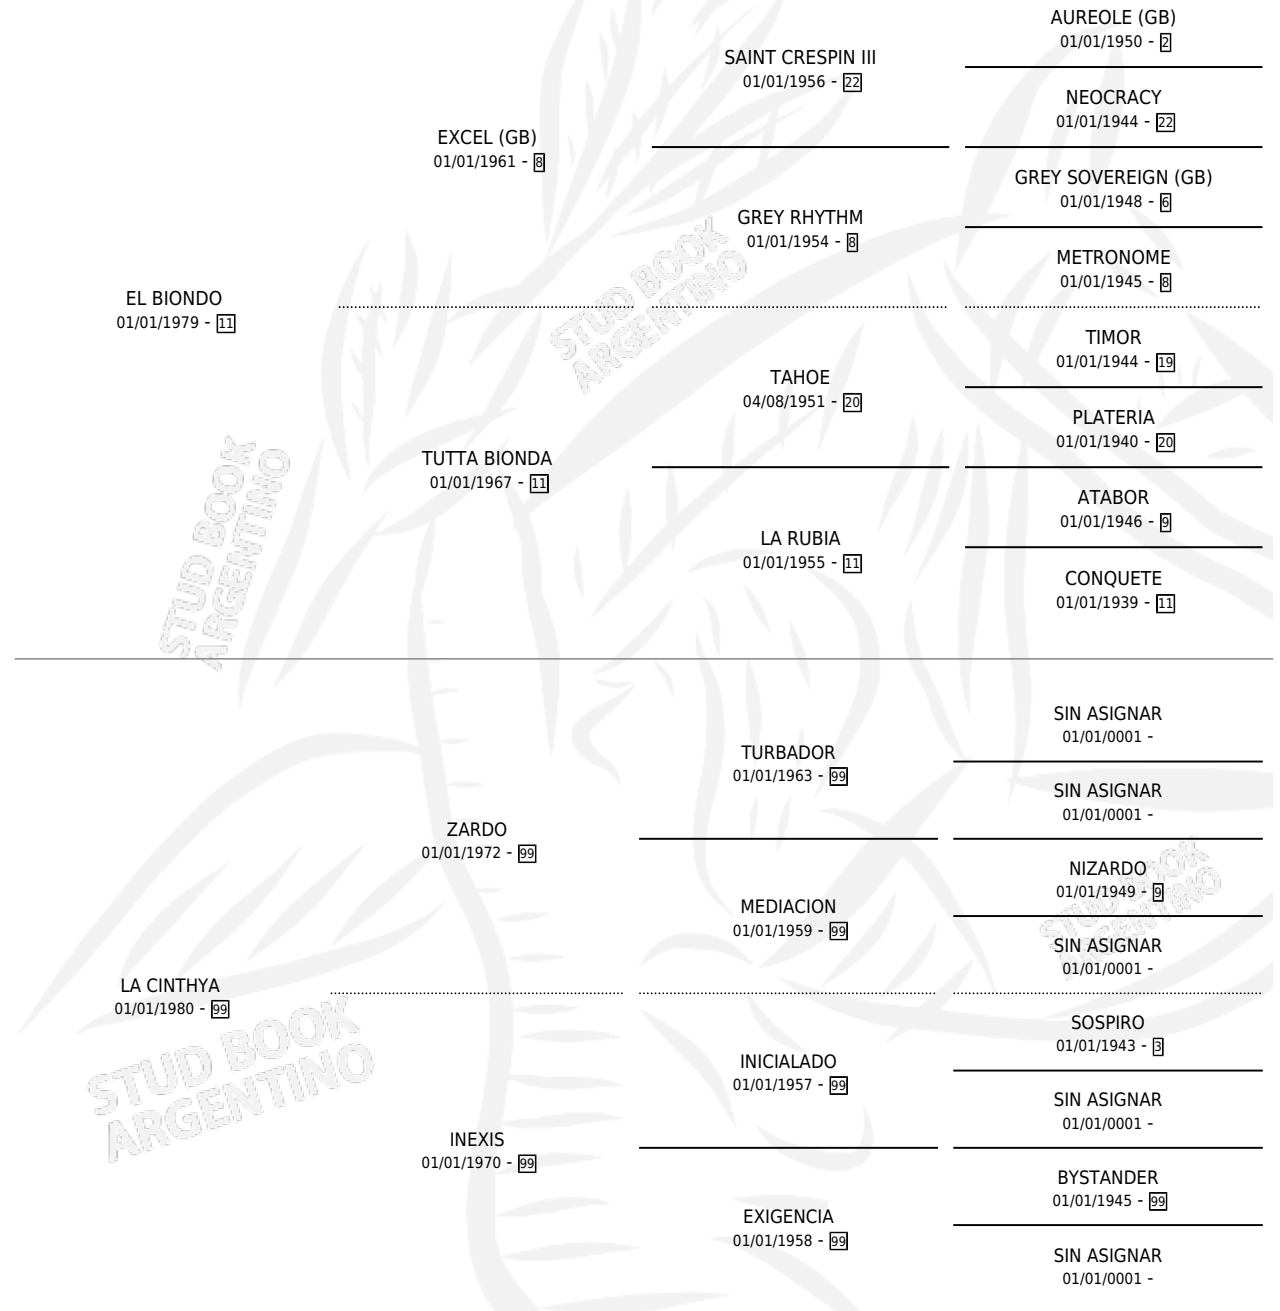 AUREOLE (GB)
01/01/1950 - 2
SAINT CRESPIN III
01/01/1956 - 22
NEOCRACY
01/01/1944 - 22
EXCEL (GB)
01/01/1961 - 8
GREY SOVEREIGN (GB)
01/01/1948 - 6
GREY RHYTHM
01/01/1954 - 8
METRONOME
01/01/1945 - 8
EL BIONDO
01/01/1979 - 11
TIMOR
01/01/1944 - 19
TAHOE
04/08/1951 - 20
PLATERIA
01/01/1940 - 20
TUTTA BIONDA
01/01/1967 - 11
ATABOR
01/01/1946 - 9
LA RUBIA
01/01/1955 - 11
CONQUETE
01/01/1939 - 11
SIN ASIGNAR
01/01/0001 -
TURBADOR
01/01/1963 - 99
SIN ASIGNAR
01/01/0001 -
ZARDO
01/01/1972 - 99
NIZARDO
01/01/1949 - 9
MEDIACION
01/01/1959 - 99
SIN ASIGNAR
01/01/0001 -
LA CINTHYA
01/01/1980 - 99
SOSPIRO
01/01/1943 - 3
INICIALADO
01/01/1957 - 99
SIN ASIGNAR
01/01/0001 -
INEXIS
01/01/1970 - 99
BYSTANDER
01/01/1945 - 99
EXIGENCIA
01/01/1958 - 99
SIN ASIGNAR
01/01/0001 -
STUD BOOK
ARGENTINO
STUD BOOK
ARGENTINO
STUD BOOK
ARGENTINO
STUD BOOK
ARGENTINO